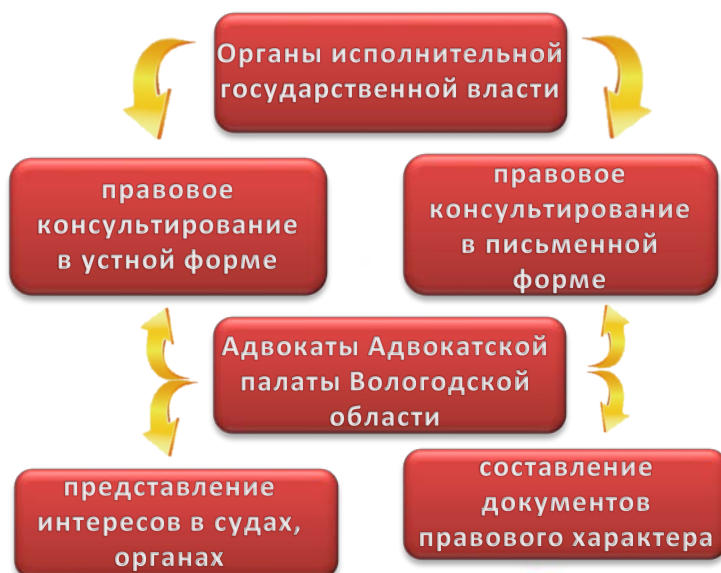 Органы исполнительной
государственной власти
правовое
консультирование
в устной форме
правовое
консультирование
в письменной
форме
Адвокаты Адвокатской
палаты Вологодской
области
представление
интересов в судах,
органах
составление
документов
правового характера